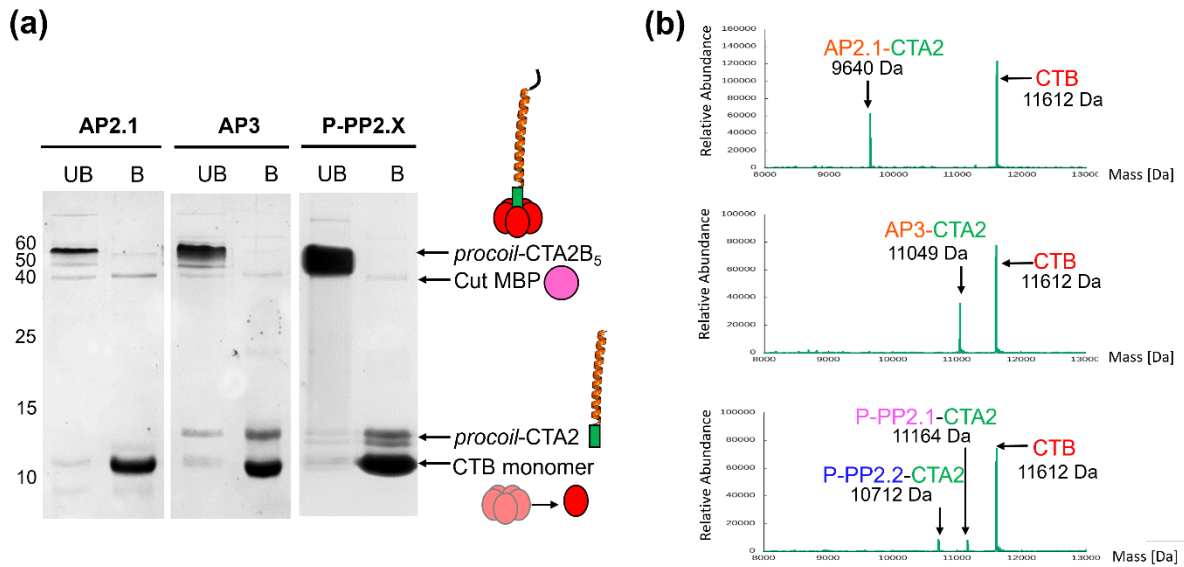 (a)
AP2.1 AP3 P-PP2.X
UB B UB B UB B
60
50
40
25
15
10
procoil-CTA2B₅
Cut MBP
procoil-CTA2
CTB monomer
(b)
Relative Abundance
160000
140000
120000
100000
80000
60000
40000
20000
0
8000 9000 10000 11000 12000 13000 Mass [Da]
AP2.1-CTA2
9640 Da
CTB
11612 Da
Relative Abundance
100000
80000
60000
40000
20000
0
8000 9000 10000 11000 12000 13000 Mass [Da]
AP3-CTA2
11049 Da
CTB
11612 Da
Relative Abundance
100000
80000
60000
40000
20000
0
8000 9000 10000 11000 12000 13000 Mass [Da]
P-PP2.1-CTA2
11164 Da
P-PP2.2-CTA2
10712 Da
CTB
11612 Da